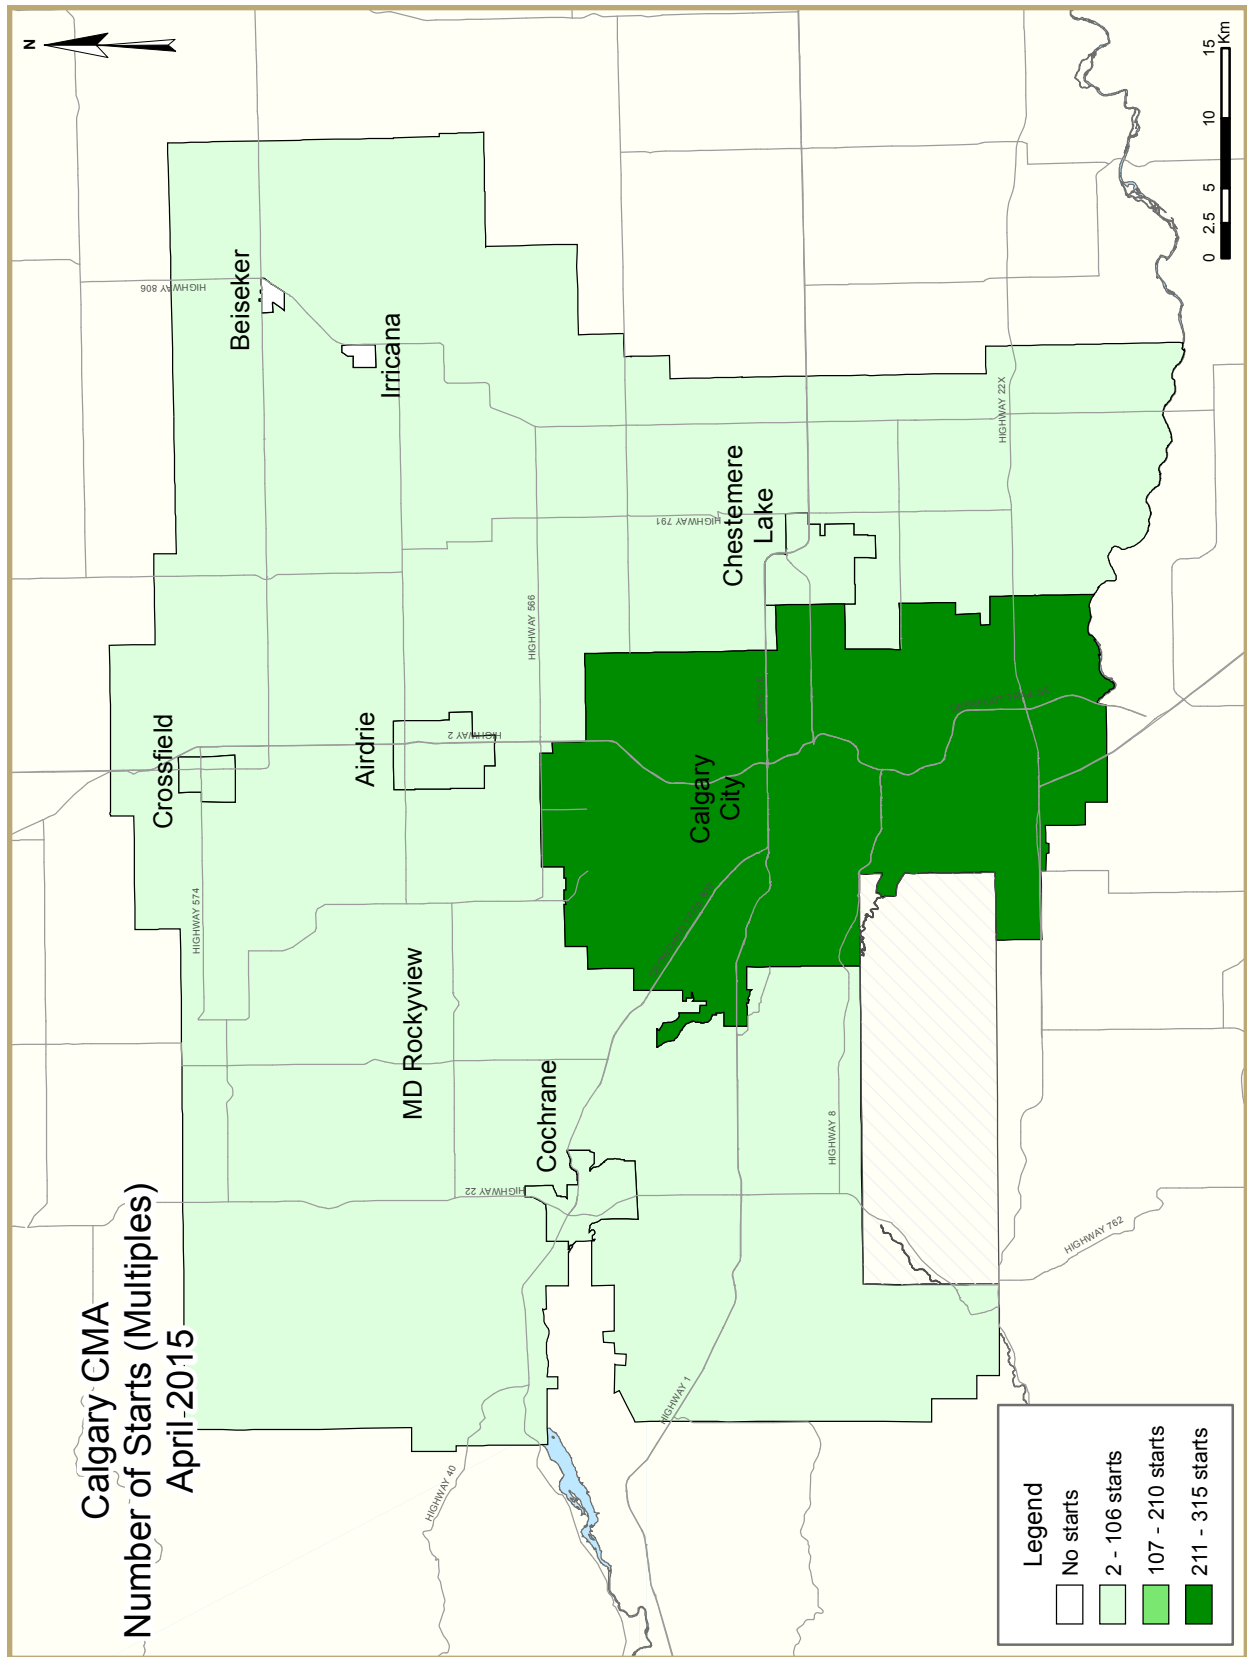 Calgary CMA
Number of Starts (Multiples)
April 2015
N
Crossfield
Beiseker
Irricana
Airdrie
MD Rockyview
Cochrane
Calgary
City
Chestemere
Lake
HIGHWAY 806
HIGHWAY 574
HIGHWAY 2
HIGHWAY 566
HIGHWAY 791
HIGHWAY 22
HIGHWAY 40
HIGHWAY 1
HIGHWAY 8
HIGHWAY 22X
HIGHWAY 762
Legend
No starts
2 - 106 starts
107 - 210 starts
211 - 315 starts
0 2.5 5 10 15
Km